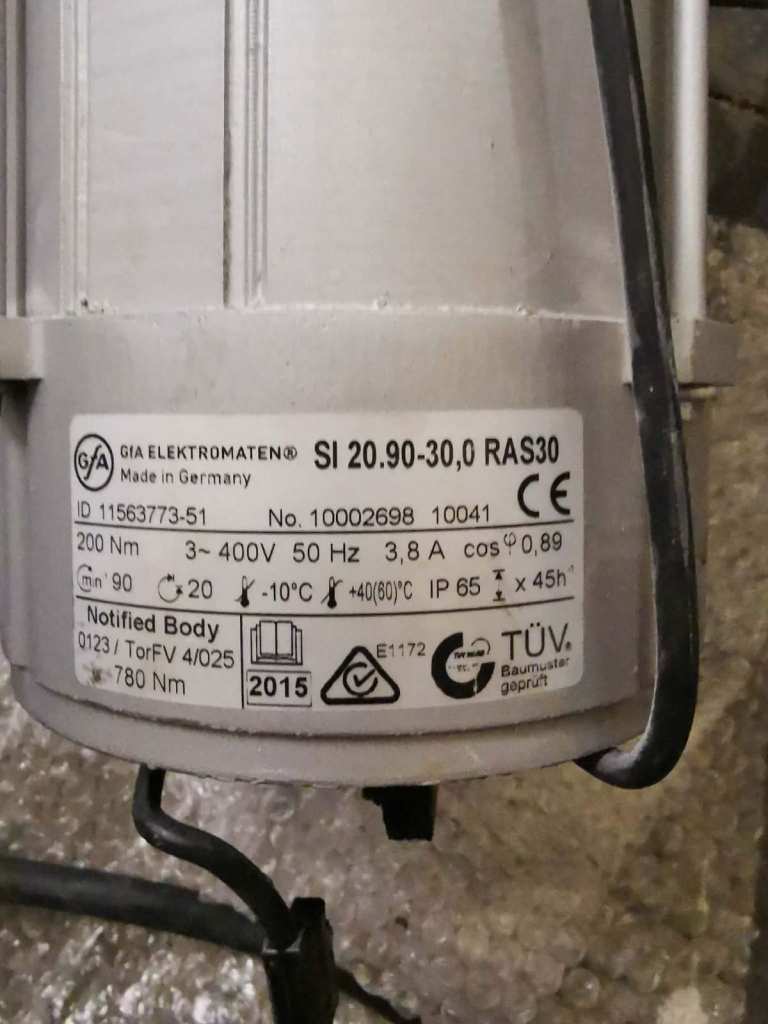 GfA GfA ELEKTROMATEN® SI 20.90-30,0 RAS30
Made in Germany
CE
ID 11563773-51 No. 10002698 10041
200 Nm 3~ 400V 50 Hz 3,8 A cos φ 0,89
min⁻¹ 90 20 -10°C +40(60)°C IP 65 x 45h⁻¹
Notified Body
0123 / TorFV 4/025
780 Nm
2015
E1172
TÜV
Baumuster
geprüft